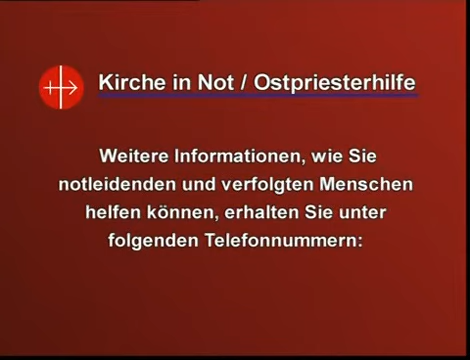 Kirche in Not / Ostpriesterhilfe
Weitere Informationen, wie Sie
notleidenden und verfolgten Menschen
helfen können, erhalten Sie unter
folgenden Telefonnummern: